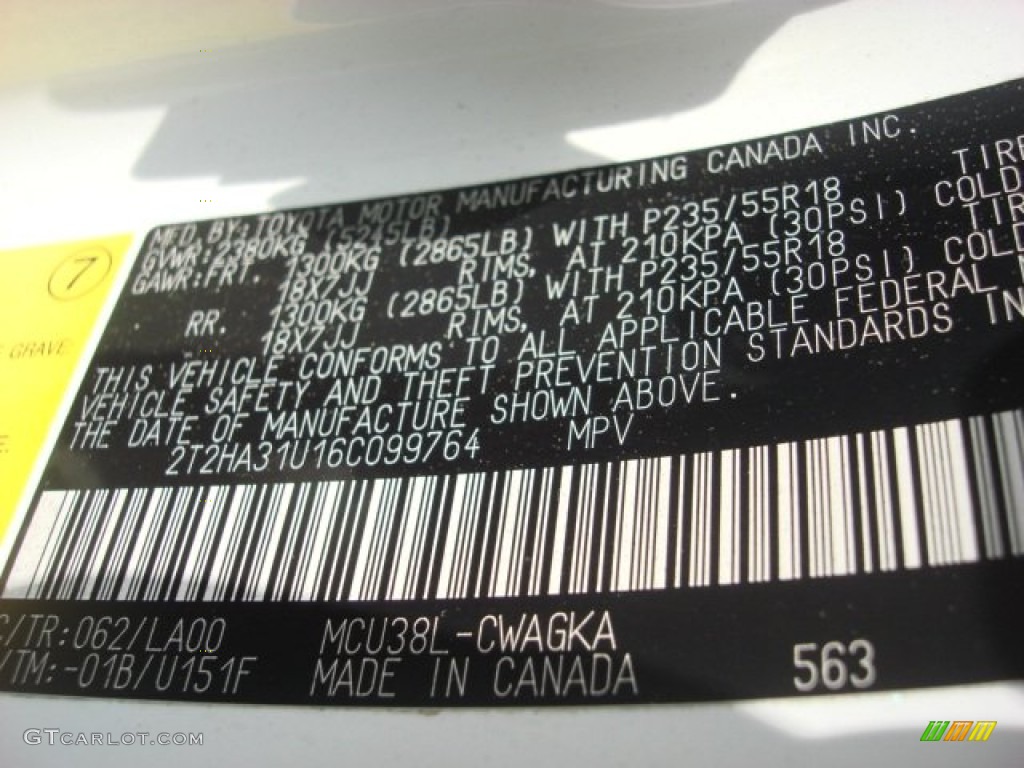 MFD.BY:TOYOTA MOTOR MANUFACTURING CANADA INC.
GVWR:2380KG (5245LB)
GAWR:FRT. 1300KG (2865LB) WITH P235/55R18 TIRE
18X7JJ RIMS, AT 210KPA (30PSI) COLD
RR. 1300KG (2865LB) WITH P235/55R18 TIR
18X7JJ RIMS, AT 210KPA (30PSI) COLD
THIS VEHICLE CONFORMS TO ALL APPLICABLE FEDERAL
VEHICLE SAFETY AND THEFT PREVENTION STANDARDS IN
THE DATE OF MANUFACTURE SHOWN ABOVE.
2T2HA31U16C099764 MPV
C/TR:062/LA00 MCU38L-CWAGKA
/TM:-01B/U151F MADE IN CANADA 563
7
GRAVE
E.
GTCARLOT.COM